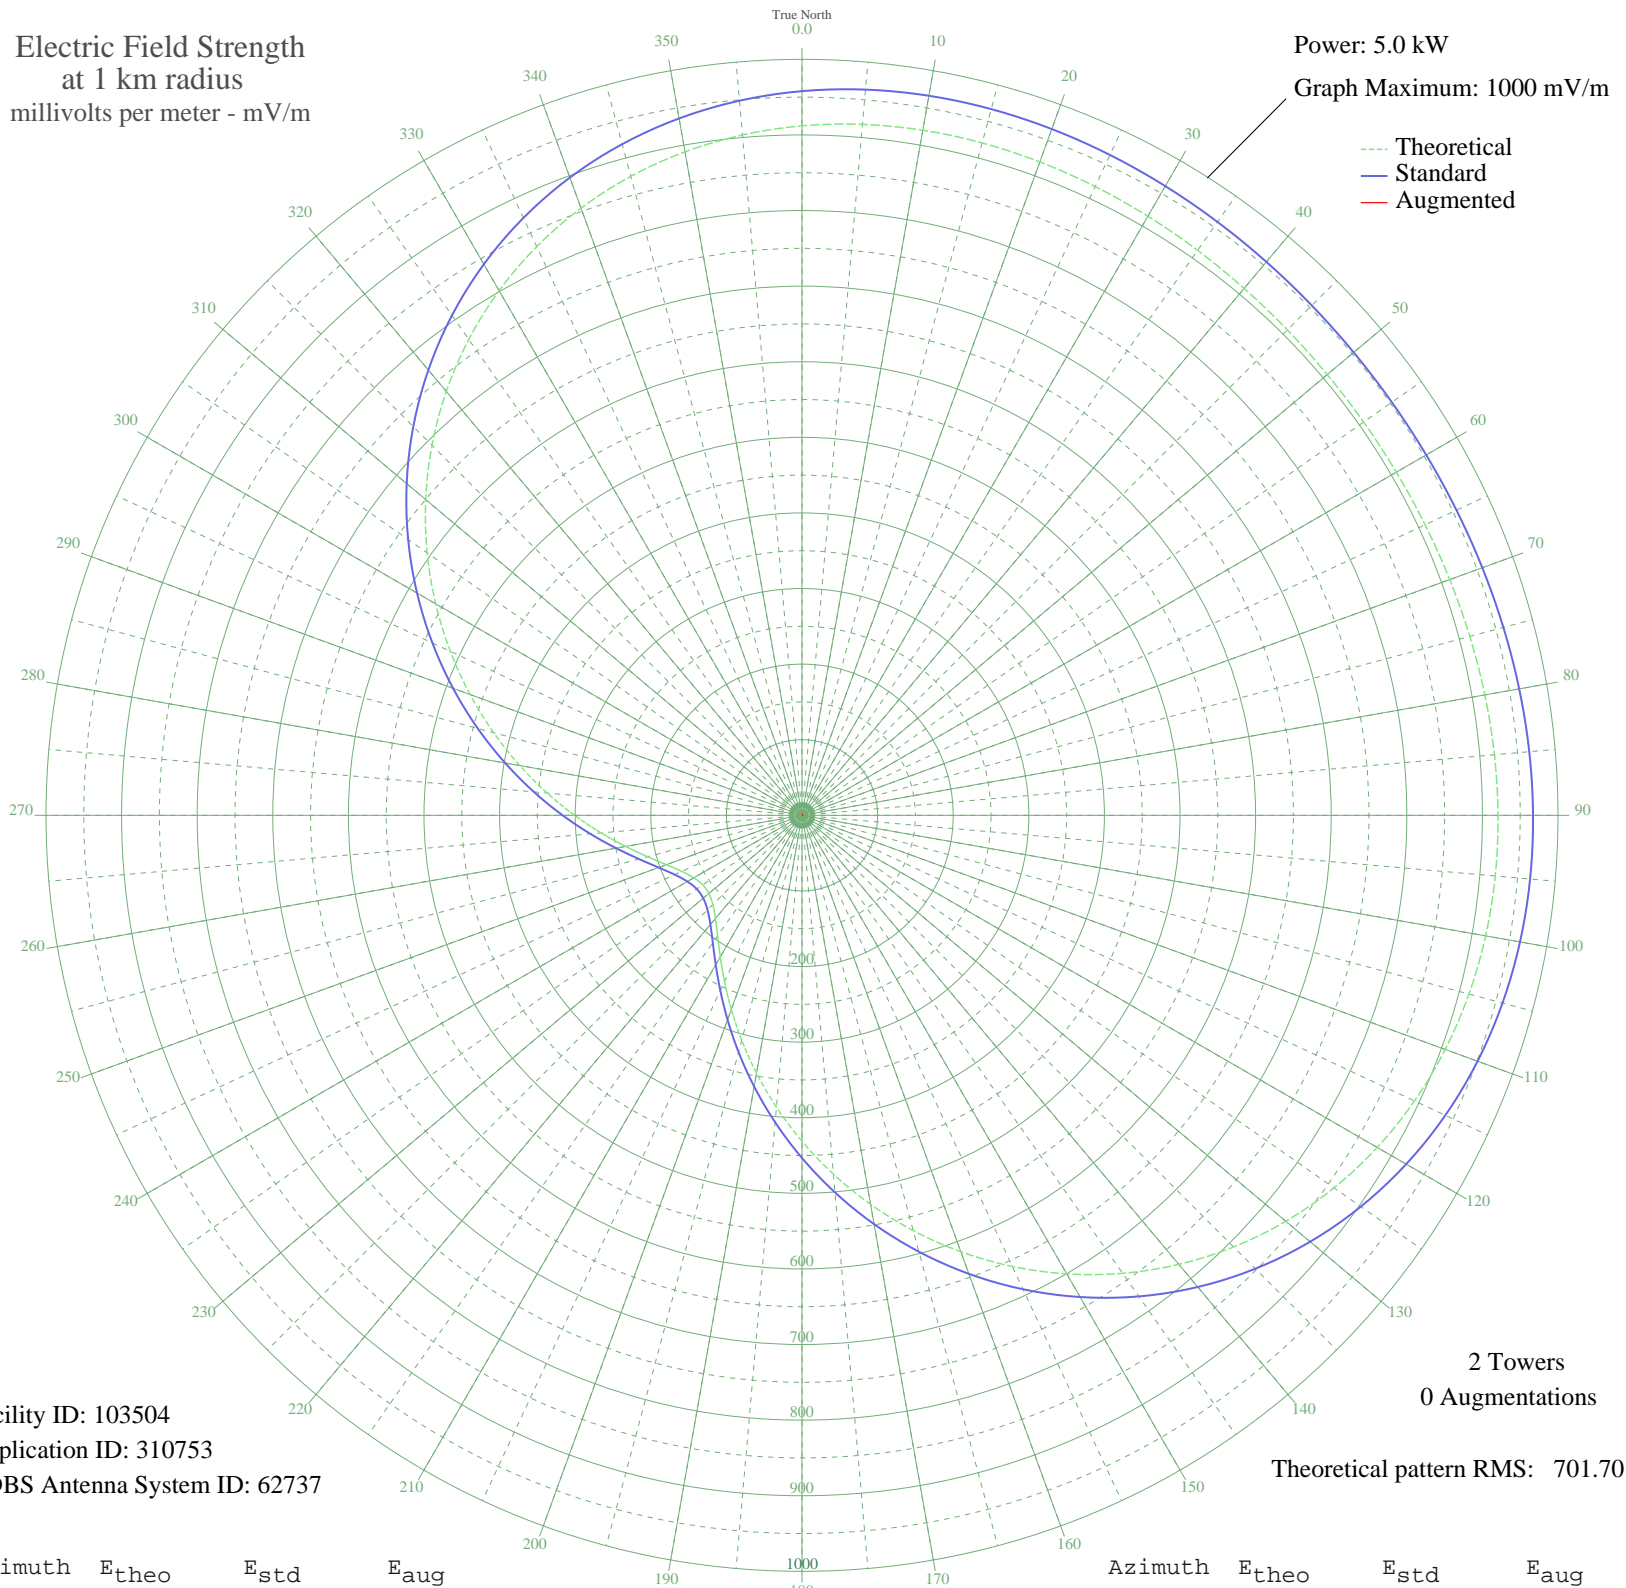 True North
0.0
Electric Field Strength
at 1 km radius
millivolts per meter - mV/m
Power: 5.0 kW
Graph Maximum: 1000 mV/m
Theoretical
Standard
Augmented
10
20
30
40
50
60
70
80
90
100
110
120
130
140
150
160
170
190
200
210
220
230
240
250
260
270
280
290
300
310
320
330
340
350
200
300
400
500
600
700
800
900
1000
2 Towers
0 Augmentations
Theoretical pattern RMS: 701.70
cility ID: 103504
plication ID: 310753
DBS Antenna System ID: 62737
imuth Etheo Estd Eaug
Azimuth Etheo Estd Eaug